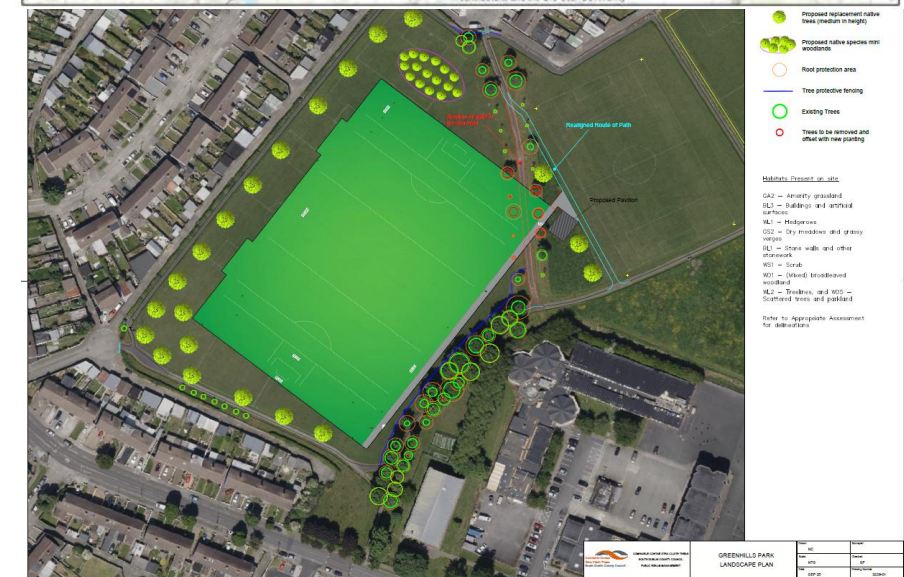 Proposed replacement native
trees (medium in height)
Proposed native species mini
woodlands
Root protection area
Tree protective fencing
Existing Trees
Trees to be removed and
offset with new planting
Realigned Route of Path
Proposed Pavilion
Habitats Present on site
GA2 – Amenity grassland
BL3 – Buildings and artificial
surfaces
WL1 – Hedgerows
GS2 – Dry meadows and grassy
verges
BL1 – Stone walls and other
stonework
WS1 – Scrub
WD1 – (Mixed) broadleaved
woodland
WL2 – Treelines, and WD5 –
Scattered trees and parkland
Refer to Appropriate Assessment
for delineations
SOUTH DUBLIN COUNTY COUNCIL
GREENHILLS PARK
LANDSCAPE PLAN